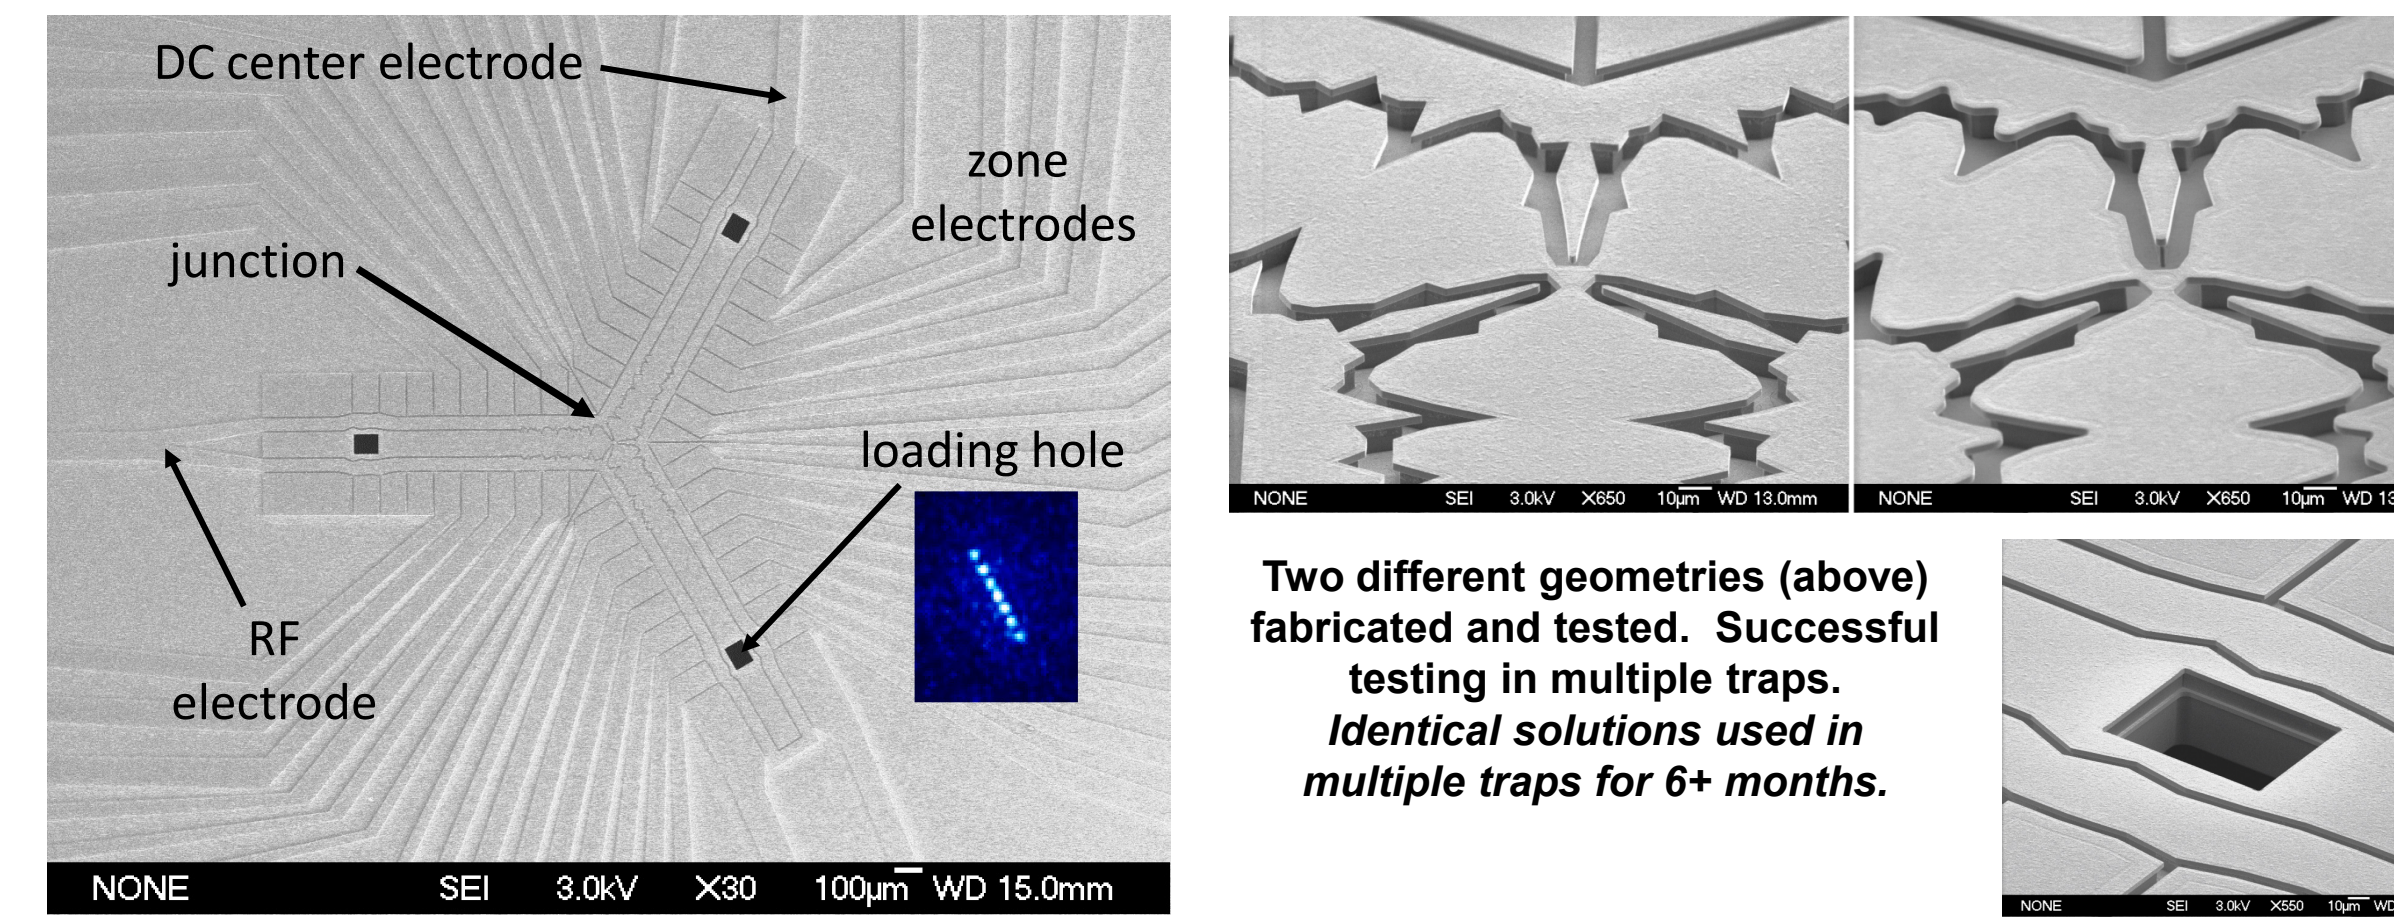 DC center electrode
zone
electrodes
junction
loading hole
RF
electrode
NONE SEI 3.0kV X30 100µm WD 15.0mm
NONE SEI 3.0kV X650 10µm WD 13.0mm
NONE SEI 3.0kV X650 10µm WD 13
Two different geometries (above)
fabricated and tested. Successful
testing in multiple traps.
Identical solutions used in
multiple traps for 6+ months.
NONE SEI 3.0kV X550 10µm WD